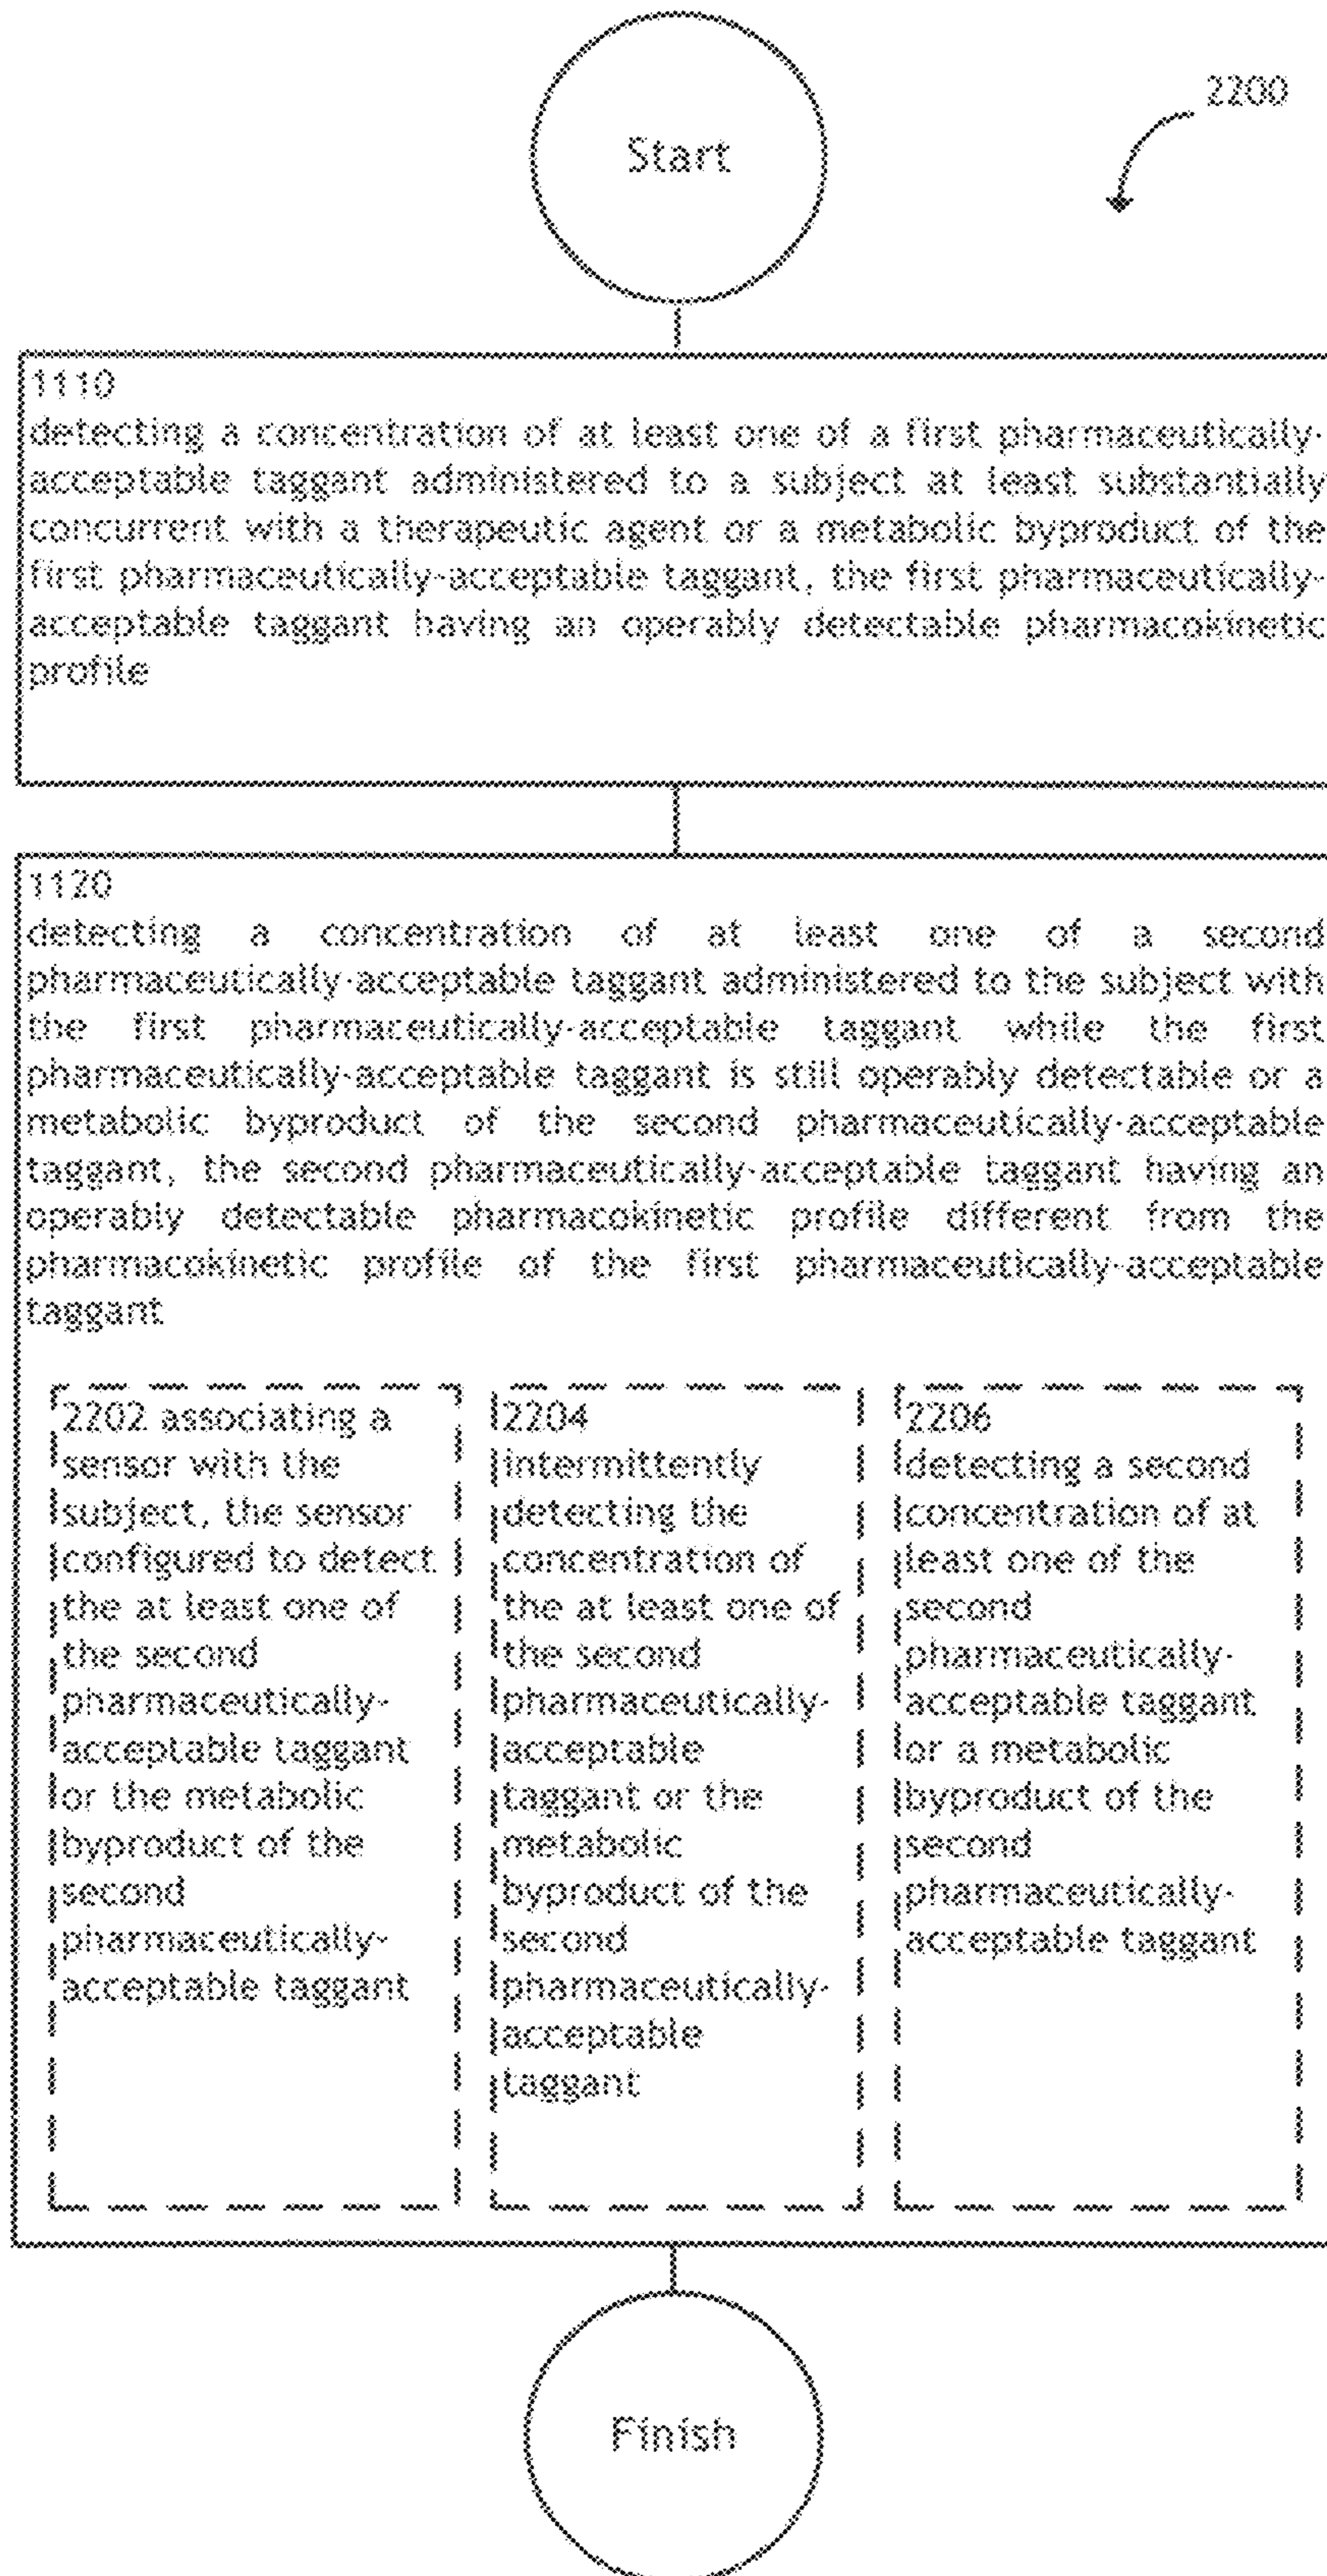 Start
2200
1110
detecting a concentration of at least one of a first pharmaceutically-
acceptable taggant administered to a subject at least substantially
concurrent with a therapeutic agent or a metabolic byproduct of the
first pharmaceutically-acceptable taggant, the first pharmaceutically-
acceptable taggant having an operably detectable pharmacokinetic
profile
1120
detecting a concentration of at least one of a second
pharmaceutically-acceptable taggant administered to the subject with
the first pharmaceutically-acceptable taggant while the first
pharmaceutically-acceptable taggant is still operably detectable or a
metabolic byproduct of the second pharmaceutically-acceptable
taggant, the second pharmaceutically-acceptable taggant having an
operably detectable pharmacokinetic profile different from the
pharmacokinetic profile of the first pharmaceutically-acceptable
taggant
2202 associating a
sensor with the
subject, the sensor
configured to detect
the at least one of
the second
pharmaceutically-
acceptable taggant
or the metabolic
byproduct of the
second
pharmaceutically-
acceptable taggant
2204
intermittently
detecting the
concentration of
the at least one of
the second
pharmaceutically-
acceptable
taggant or the
metabolic
byproduct of the
second
pharmaceutically-
acceptable
taggant
2206
detecting a second
concentration of at
least one of the
second
pharmaceutically-
acceptable taggant
or a metabolic
byproduct of the
second
pharmaceutically-
acceptable taggant
Finish